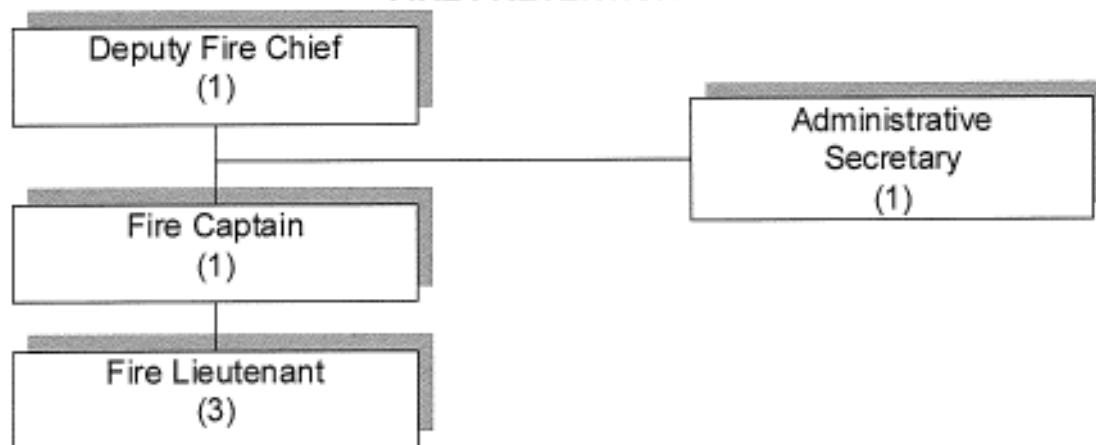 Deputy Fire Chief
(1)
Administrative
Secretary
(1)
Fire Captain
(1)
Fire Lieutenant
(3)